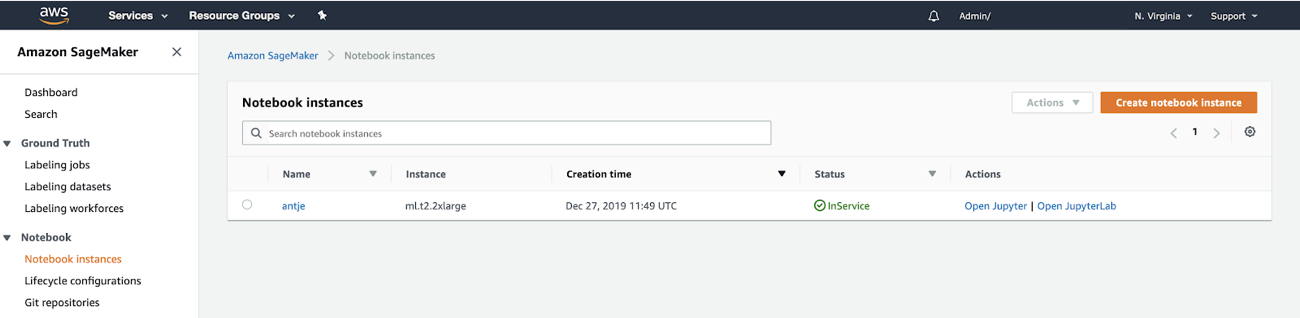 aws Services Resource Groups Admin/ N. Virginia Support
Amazon SageMaker
Dashboard
Search
Ground Truth
Labeling jobs
Labeling datasets
Labeling workforces
Notebook
Notebook instances
Lifecycle configurations
Git repositories
Amazon SageMaker Notebook instances
Notebook instances Actions Create notebook instance
Search notebook instances 1
Name Instance Creation time Status Actions
antje ml.t2.2xlarge Dec 27, 2019 11:49 UTC InService Open Jupyter | Open JupyterLab